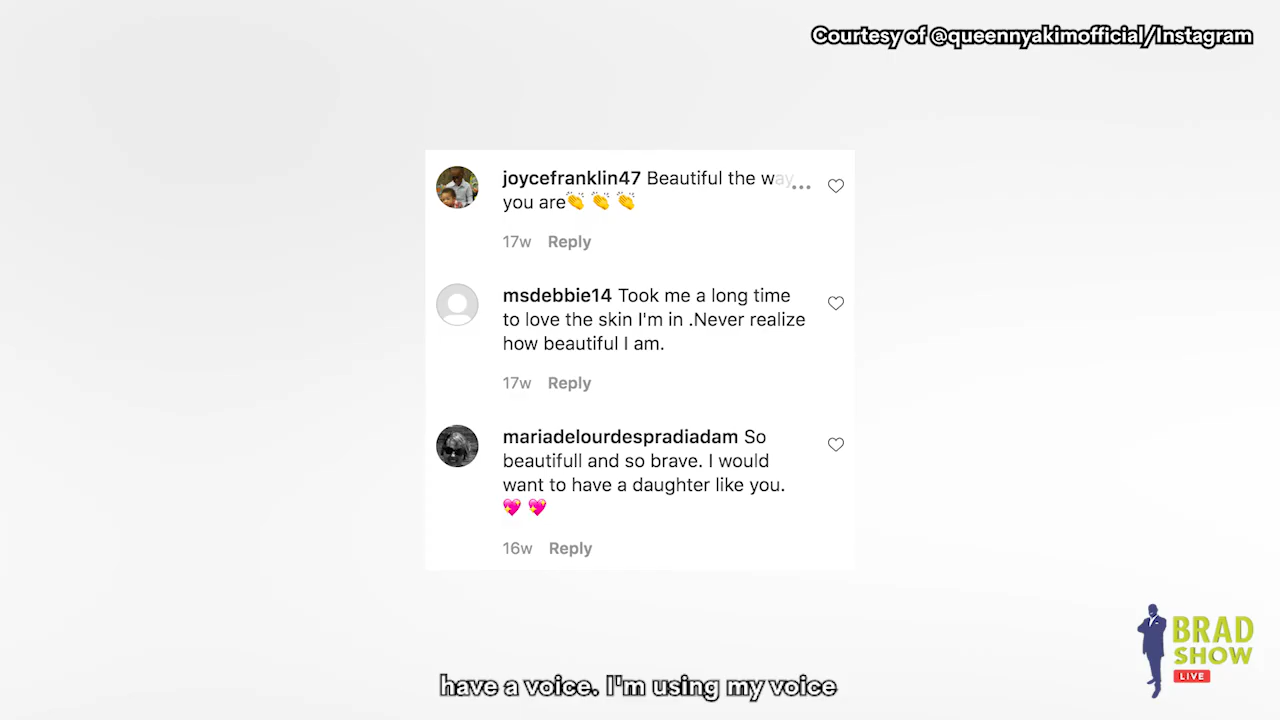 Courtesy of @queennyakimofficial/Instagram
joycefranklin47 Beautiful the way
you are👏 👏 👏
17w Reply
msdebbie14 Took me a long time
to love the skin I'm in .Never realize
how beautiful I am.
17w Reply
mariadelourdespradiadam So
beautifull and so brave. I would
want to have a daughter like you.
💖 💖
16w Reply
BRAD
SHOW
LIVE
have a voice. I'm using my voice